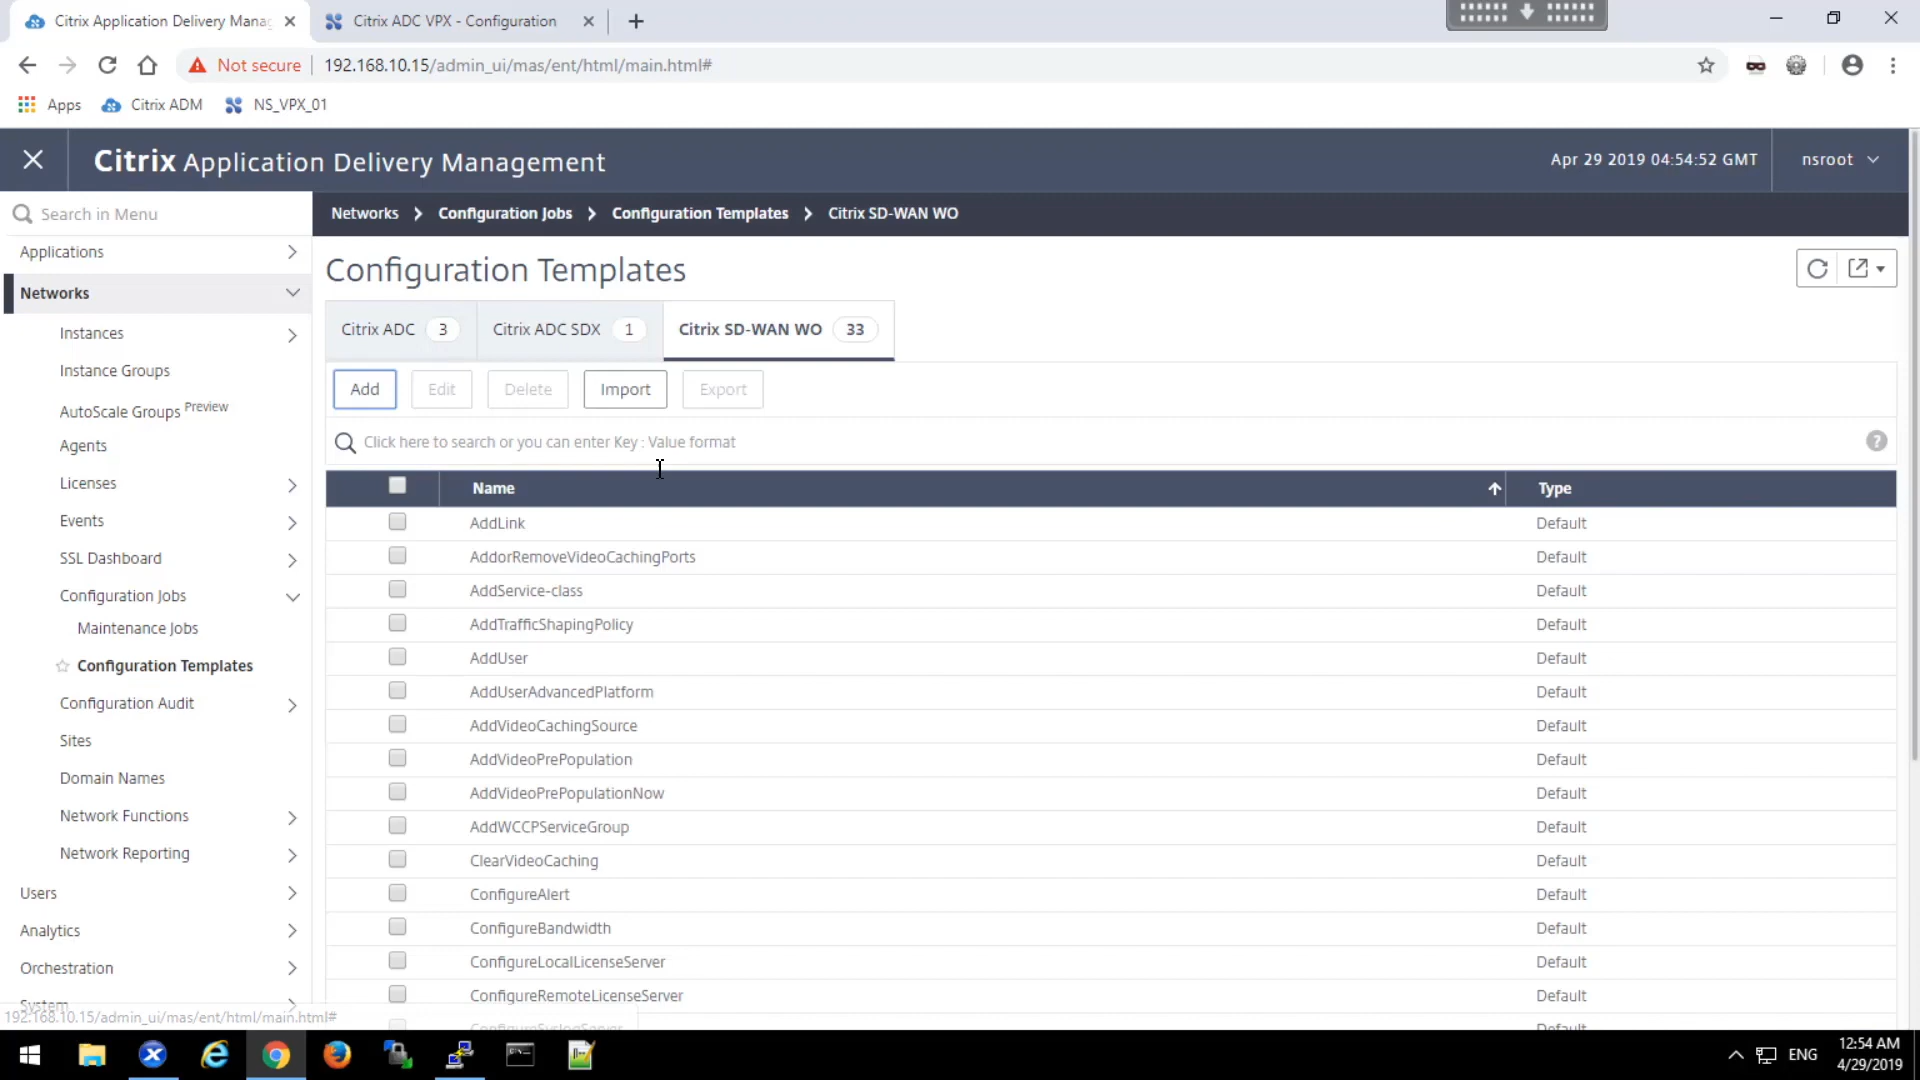 Citrix Application Delivery Manag
Citrix ADC VPX - Configuration
Not secure
192.168.10.15/admin_ui/mas/ent/html/main.html#
Apps
Citrix ADM
NS_VPX_01
Citrix Application Delivery Management
Apr 29 2019 04:54:52 GMT
nsroot
Search in Menu
Networks
Configuration Jobs
Configuration Templates
Citrix SD-WAN WO
Applications
Networks
Instances
Instance Groups
AutoScale Groups Preview
Agents
Licenses
Events
SSL Dashboard
Configuration Jobs
Maintenance Jobs
Configuration Templates
Configuration Audit
Sites
Domain Names
Network Functions
Network Reporting
Users
Analytics
Orchestration
System
192.168.10.15/admin_ui/mas/ent/html/main.html#
Configuration Templates
Citrix ADC 3
Citrix ADC SDX 1
Citrix SD-WAN WO 33
Add
Edit
Delete
Import
Export
Click here to search or you can enter Key : Value format
?
Name Type
AddLink Default
AddorRemoveVideoCachingPorts Default
AddService-class Default
AddTrafficShapingPolicy Default
AddUser Default
AddUserAdvancedPlatform Default
AddVideoCachingSource Default
AddVideoPrePopulation Default
AddVideoPrePopulationNow Default
AddWCCPServiceGroup Default
ClearVideoCaching Default
ConfigureAlert Default
ConfigureBandwidth Default
ConfigureLocalLicenseServer Default
ConfigureRemoteLicenseServer Default
ConfigureSyslogServer Default
ENG
12:54 AM
4/29/2019